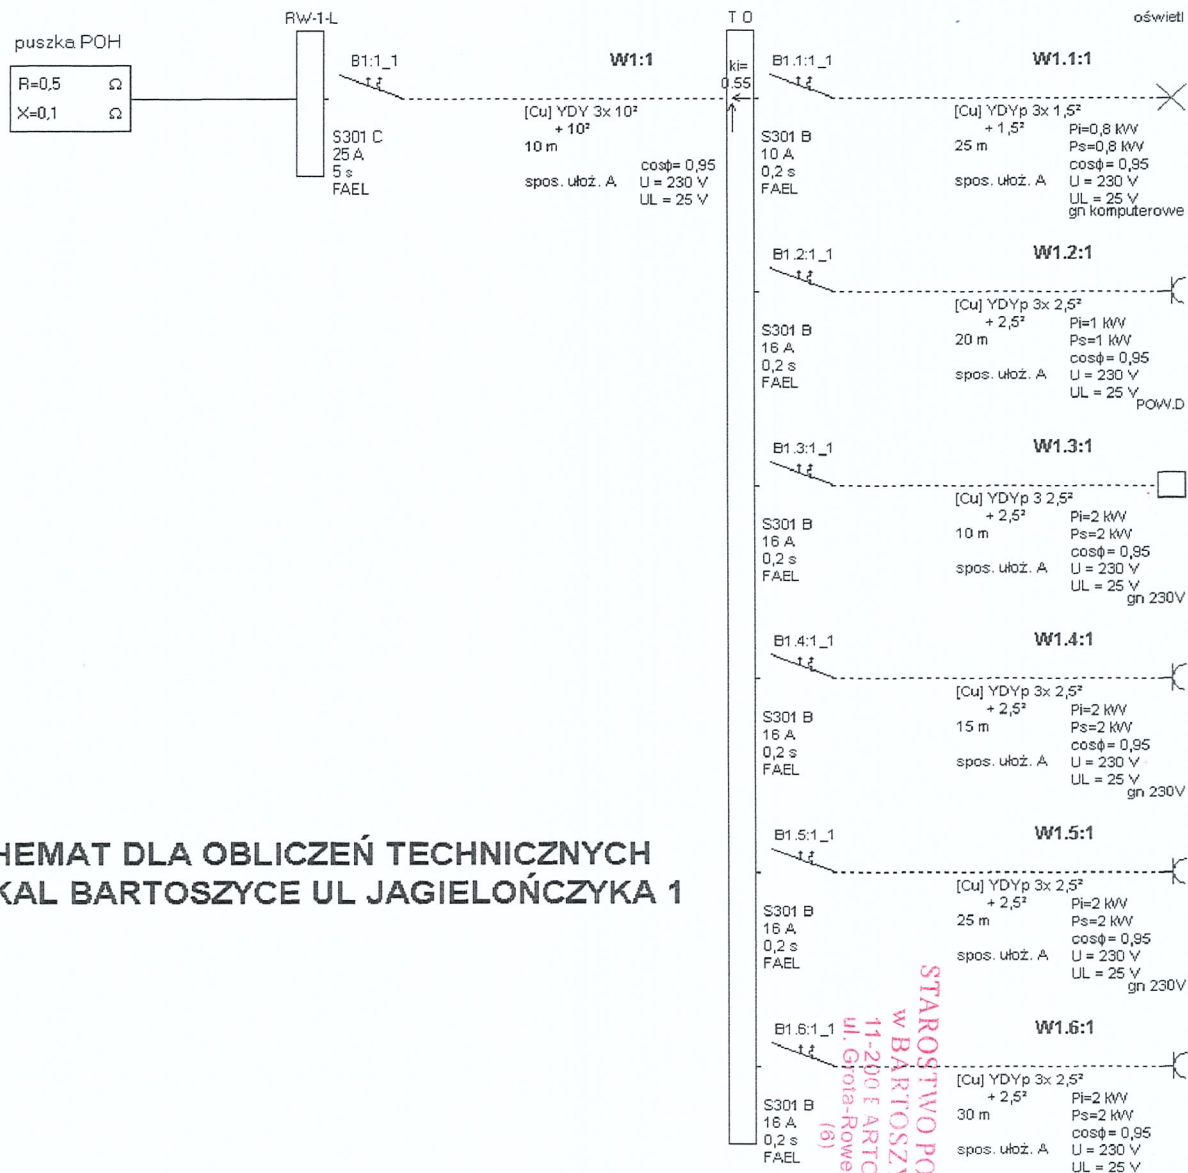 RW-1-L
T O
oświetl
puszka POH
R=0,5 Ω
X=0,1 Ω
B1:1_1
W1:1
S301 C
25 A
5 s
FAEL
[Cu] YDY 3x 10²
+ 10²
10 m
cosϕ= 0,95
spos. ułoż. A U = 230 V
UL = 25 V
ki=
0.55
B1.1:1_1
W1.1:1
S301 B
10 A
0,2 s
FAEL
[Cu] YDYp 3x 1,5²
+ 1,5² Pi=0,8 kW
25 m Ps=0,8 kW
cosϕ= 0,95
spos. ułoż. A U = 230 V
UL = 25 V
gn komputerowe
B1.2:1_1
W1.2:1
S301 B
16 A
0,2 s
FAEL
[Cu] YDYp 3x 2,5²
+ 2,5² Pi=1 kW
20 m Ps=1 kW
cosϕ= 0,95
spos. ułoż. A U = 230 V
UL = 25 V
POW.D
B1.3:1_1
W1.3:1
S301 B
16 A
0,2 s
FAEL
[Cu] YDYp 3 2,5²
+ 2,5² Pi=2 kW
10 m Ps=2 kW
cosϕ= 0,95
spos. ułoż. A U = 230 V
UL = 25 V
gn 230V
B1.4:1_1
W1.4:1
S301 B
16 A
0,2 s
FAEL
[Cu] YDYp 3x 2,5²
+ 2,5² Pi=2 kW
15 m Ps=2 kW
cosϕ= 0,95
spos. ułoż. A U = 230 V
UL = 25 V
gn 230V
B1.5:1_1
W1.5:1
S301 B
16 A
0,2 s
FAEL
[Cu] YDYp 3x 2,5²
+ 2,5² Pi=2 kW
25 m Ps=2 kW
cosϕ= 0,95
spos. ułoż. A U = 230 V
UL = 25 V
gn 230V
B1.6:1_1
W1.6:1
S301 B
16 A
0,2 s
FAEL
[Cu] YDYp 3x 2,5²
+ 2,5² Pi=2 kW
30 m Ps=2 kW
cosϕ= 0,95
spos. ułoż. A U = 230 V
UL = 25 V
HEMAT DLA OBLICZEŃ TECHNICZNYCH
KAL BARTOSZYCE UL JAGIELOŃCZYKA 1
STAROSTWO PO
w BARTOSZY
11-200 BARTO
ul. Grota-Rowe
(6)